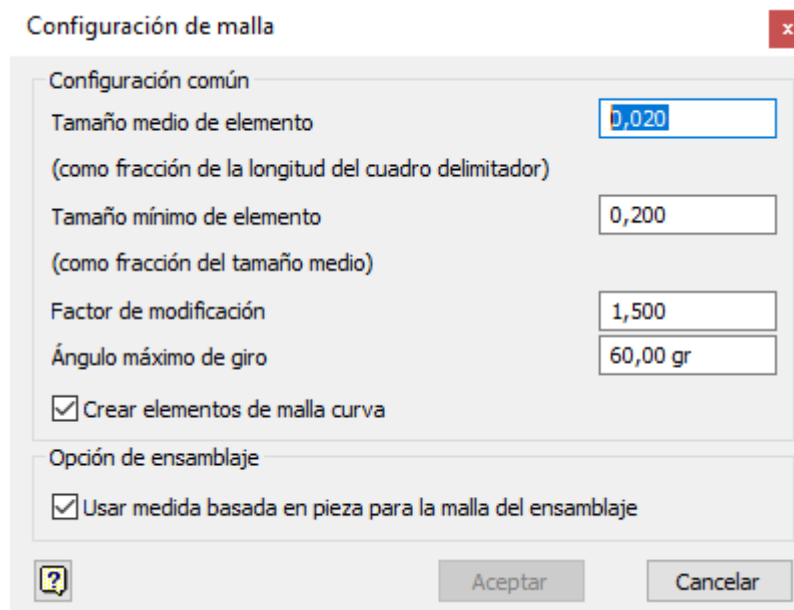 Configuración de malla
x
Configuración común
Tamaño medio de elemento 0,020
(como fracción de la longitud del cuadro delimitador)
Tamaño mínimo de elemento 0,200
(como fracción del tamaño medio)
Factor de modificación 1,500
Ángulo máximo de giro 60,00 gr
Crear elementos de malla curva
Opción de ensamblaje
Usar medida basada en pieza para la malla del ensamblaje
? Aceptar Cancelar